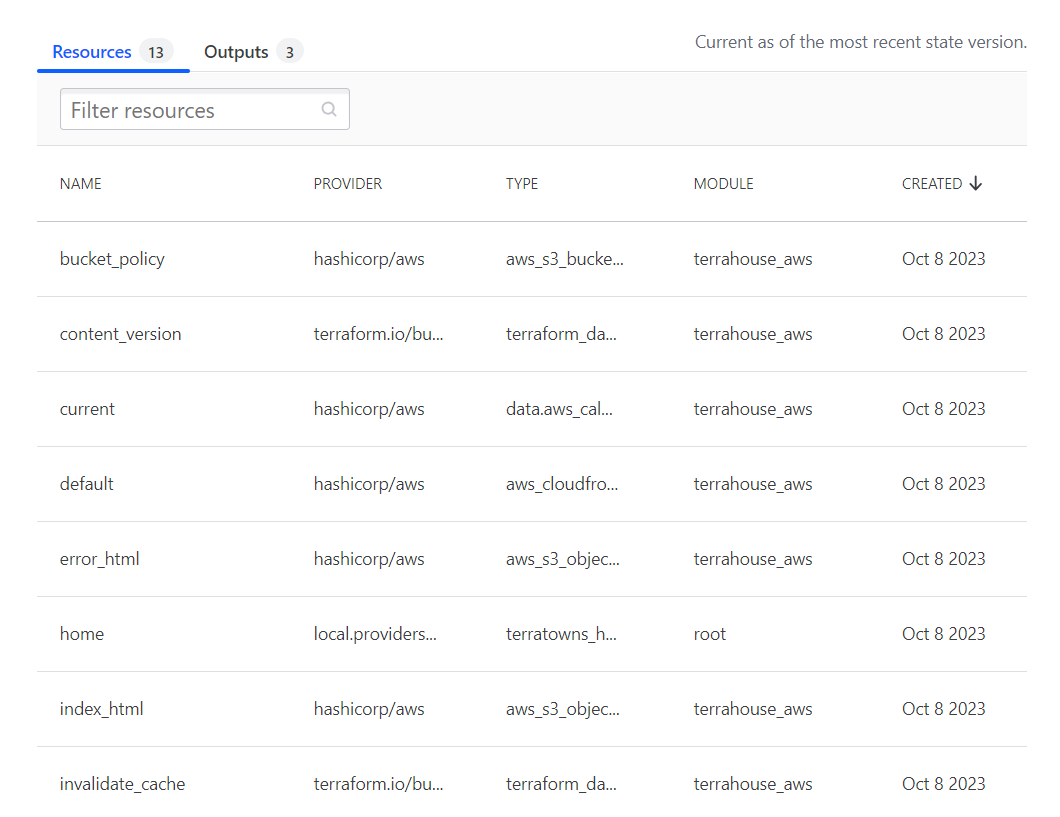 Resources 13 Outputs 3 Current as of the most recent state version.
Filter resources
NAME PROVIDER TYPE MODULE CREATED
bucket_policy hashicorp/aws aws_s3_bucke... terrahouse_aws Oct 8 2023
content_version terraform.io/bu... terraform_da... terrahouse_aws Oct 8 2023
current hashicorp/aws data.aws_cal... terrahouse_aws Oct 8 2023
default hashicorp/aws aws_cloudfro... terrahouse_aws Oct 8 2023
error_html hashicorp/aws aws_s3_objec... terrahouse_aws Oct 8 2023
home local.providers... terratowns_h... root Oct 8 2023
index_html hashicorp/aws aws_s3_objec... terrahouse_aws Oct 8 2023
invalidate_cache terraform.io/bu... terraform_da... terrahouse_aws Oct 8 2023